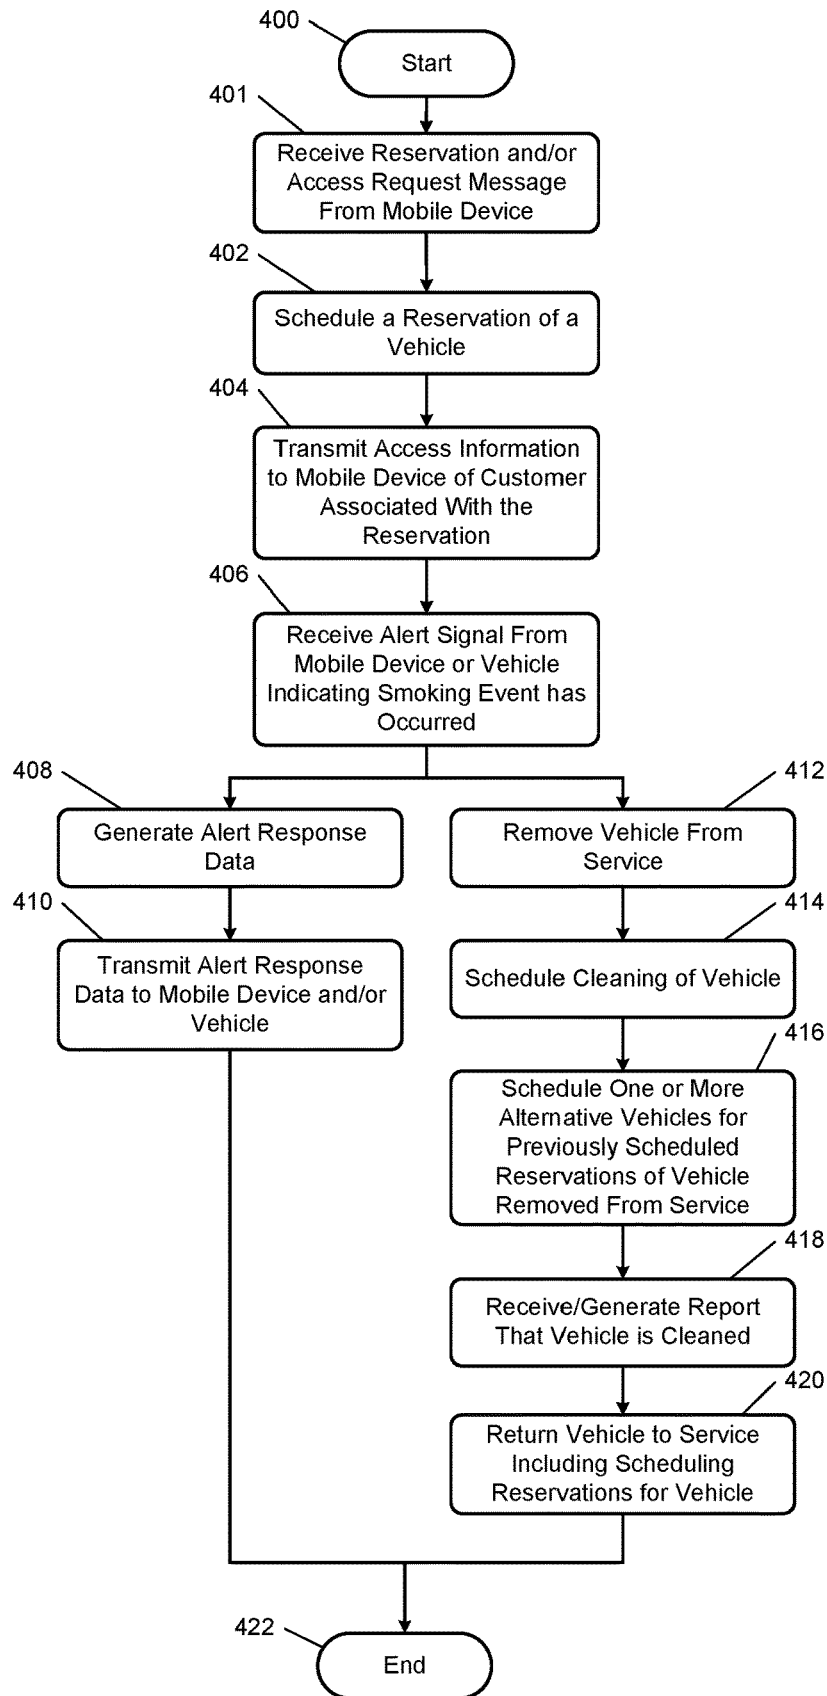 400
Start
401
Receive Reservation and/or
Access Request Message
From Mobile Device
402
Schedule a Reservation of a
Vehicle
404
Transmit Access Information
to Mobile Device of Customer
Associated With the
Reservation
406
Receive Alert Signal From
Mobile Device or Vehicle
Indicating Smoking Event has
Occurred
408
Generate Alert Response
Data
410
Transmit Alert Response
Data to Mobile Device and/or
Vehicle
412
Remove Vehicle From
Service
414
Schedule Cleaning of Vehicle
416
Schedule One or More
Alternative Vehicles for
Previously Scheduled
Reservations of Vehicle
Removed From Service
418
Receive/Generate Report
That Vehicle is Cleaned
420
Return Vehicle to Service
Including Scheduling
Reservations for Vehicle
422
End